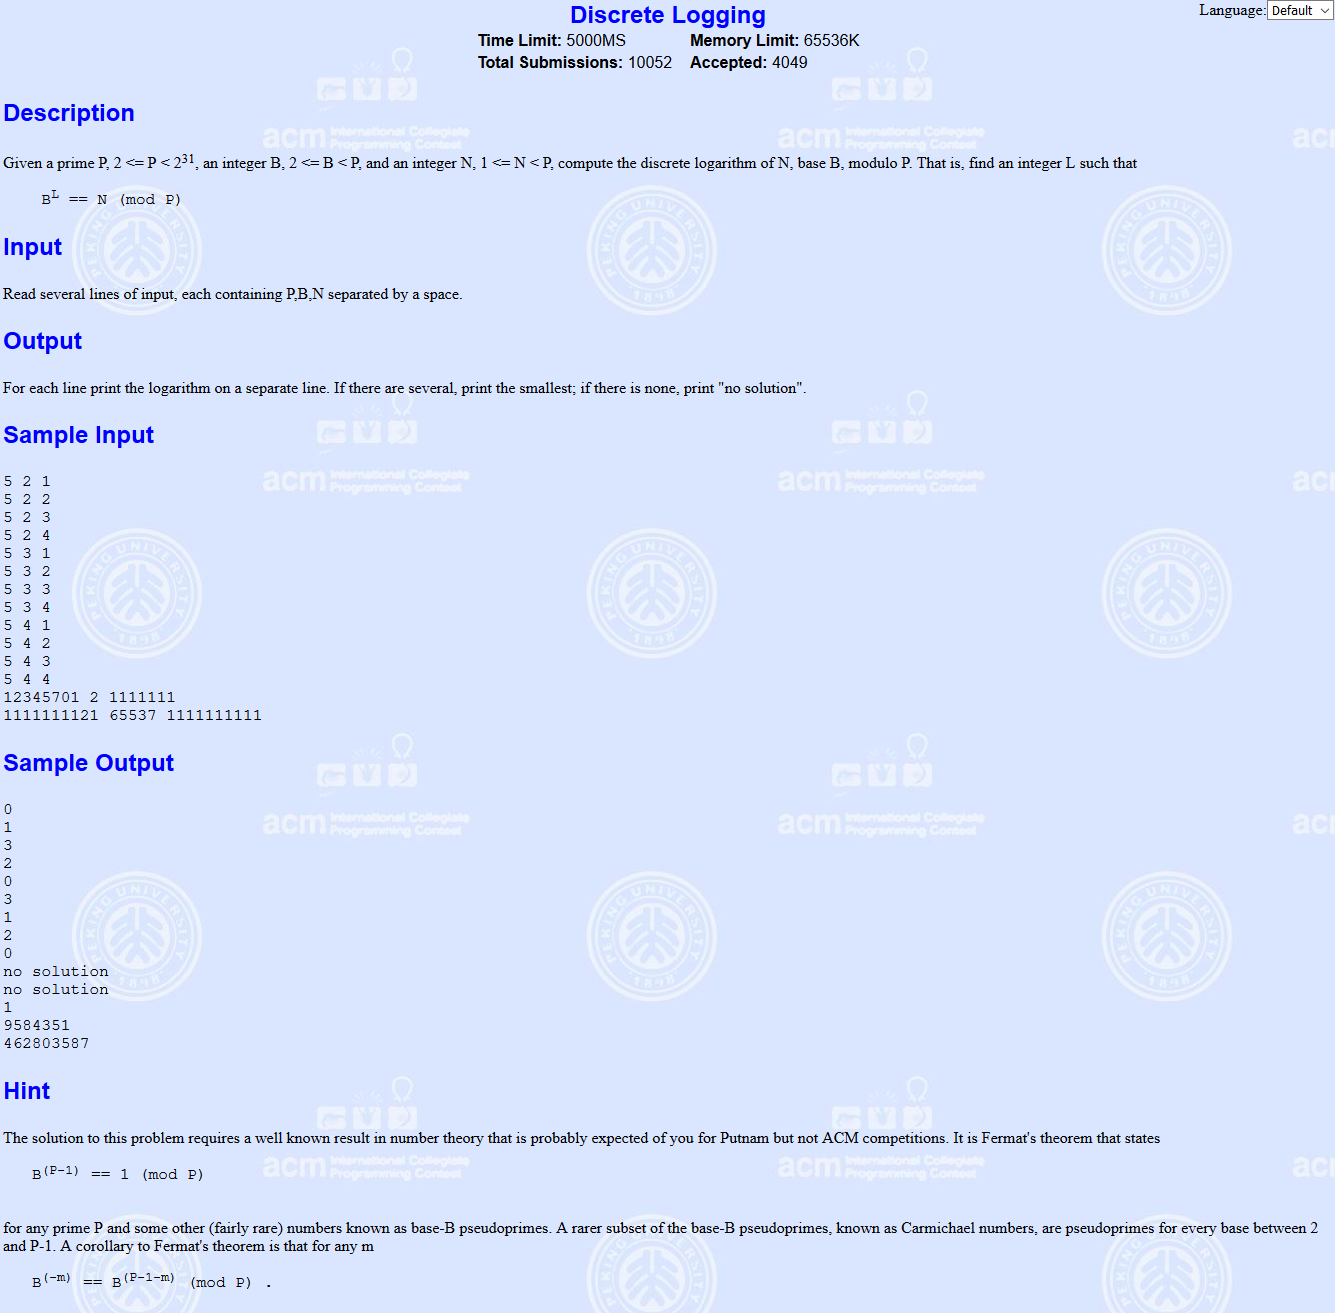 Discrete Logging
Language: Default
Time Limit: 5000MS Memory Limit: 65536K
Total Submissions: 10052 Accepted: 4049
Description
Given a prime P, 2 <= P < 2^31, an integer B, 2 <= B < P, and an integer N, 1 <= N < P, compute the discrete logarithm of N, base B, modulo P. That is, find an integer L such that
B^L == N (mod P)
Input
Read several lines of input, each containing P,B,N separated by a space.
Output
For each line print the logarithm on a separate line. If there are several, print the smallest; if there is none, print "no solution".
Sample Input
5 2 1
5 2 2
5 2 3
5 2 4
5 3 1
5 3 2
5 3 3
5 3 4
5 4 1
5 4 2
5 4 3
5 4 4
12345701 2 1111111
1111111121 65537 1111111111
Sample Output
0
1
3
2
0
3
1
2
0
no solution
no solution
1
9584351
462803587
Hint
The solution to this problem requires a well known result in number theory that is probably expected of you for Putnam but not ACM competitions. It is Fermat's theorem that states
B^(P-1) == 1 (mod P)
for any prime P and some other (fairly rare) numbers known as base-B pseudoprimes. A rarer subset of the base-B pseudoprimes, known as Carmichael numbers, are pseudoprimes for every base between 2
and P-1. A corollary to Fermat's theorem is that for any m
B^(-m) == B^(P-1-m) (mod P) .